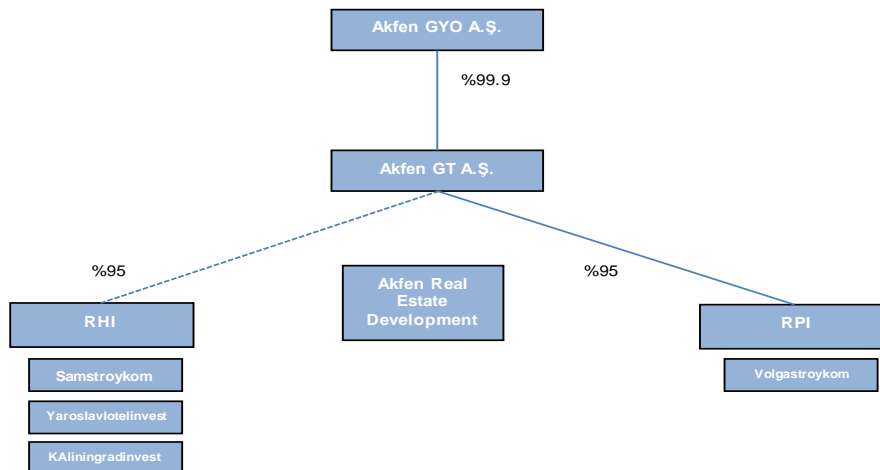 Akfen GYO A.Ş.
%99.9
Akfen GT A.Ş.
%95
%95
Akfen Real
Estate
Development
RHI
RPI
Samstroykom
Volgastroykom
Yaroslavlotelinvest
KAliningradinvest